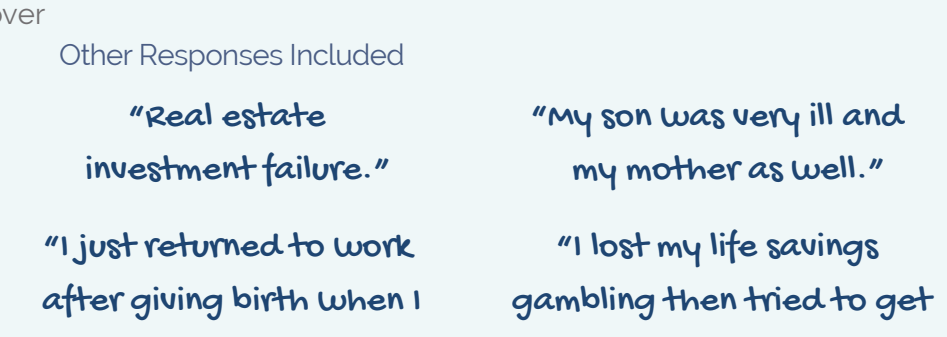 over
Other Responses Included
"Real estate
investment failure."
"My son was very ill and
my mother as well."
"I just returned to work
after giving birth when I
"I lost my life savings
gambling then tried to get